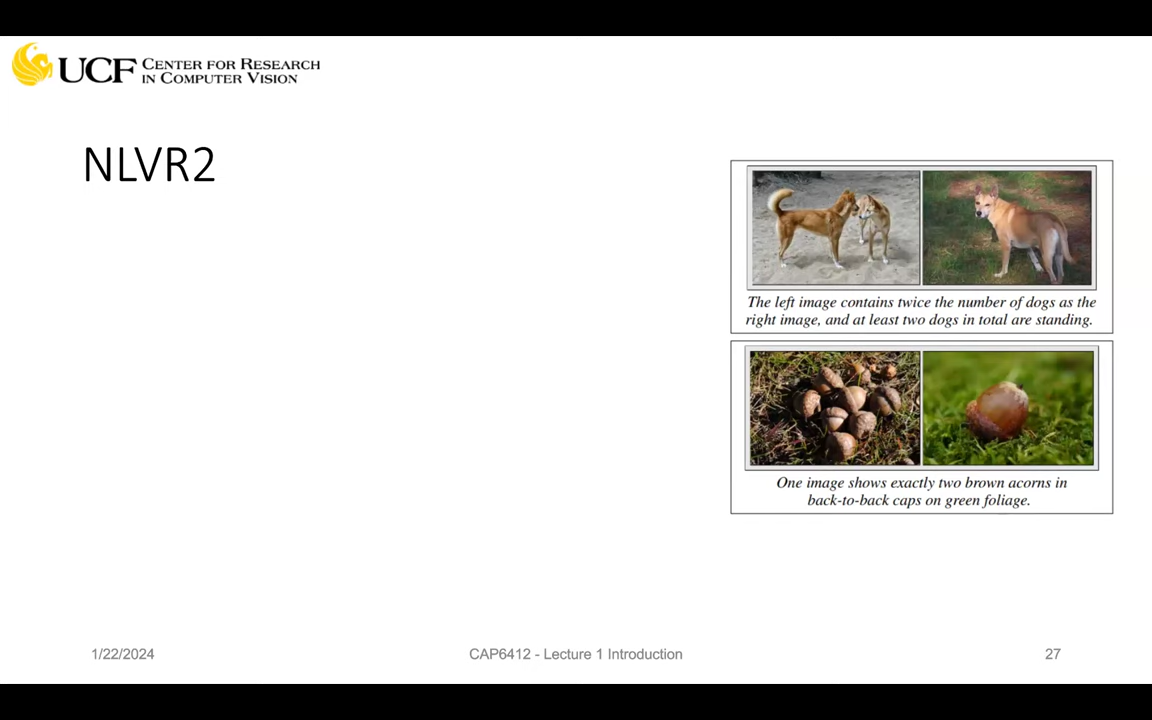 UCF CENTER FOR RESEARCH
IN COMPUTER VISION
NLVR2
The left image contains twice the number of dogs as the
right image, and at least two dogs in total are standing.
One image shows exactly two brown acorns in
back-to-back caps on green foliage.
1/22/2024
CAP6412 - Lecture 1 Introduction
27